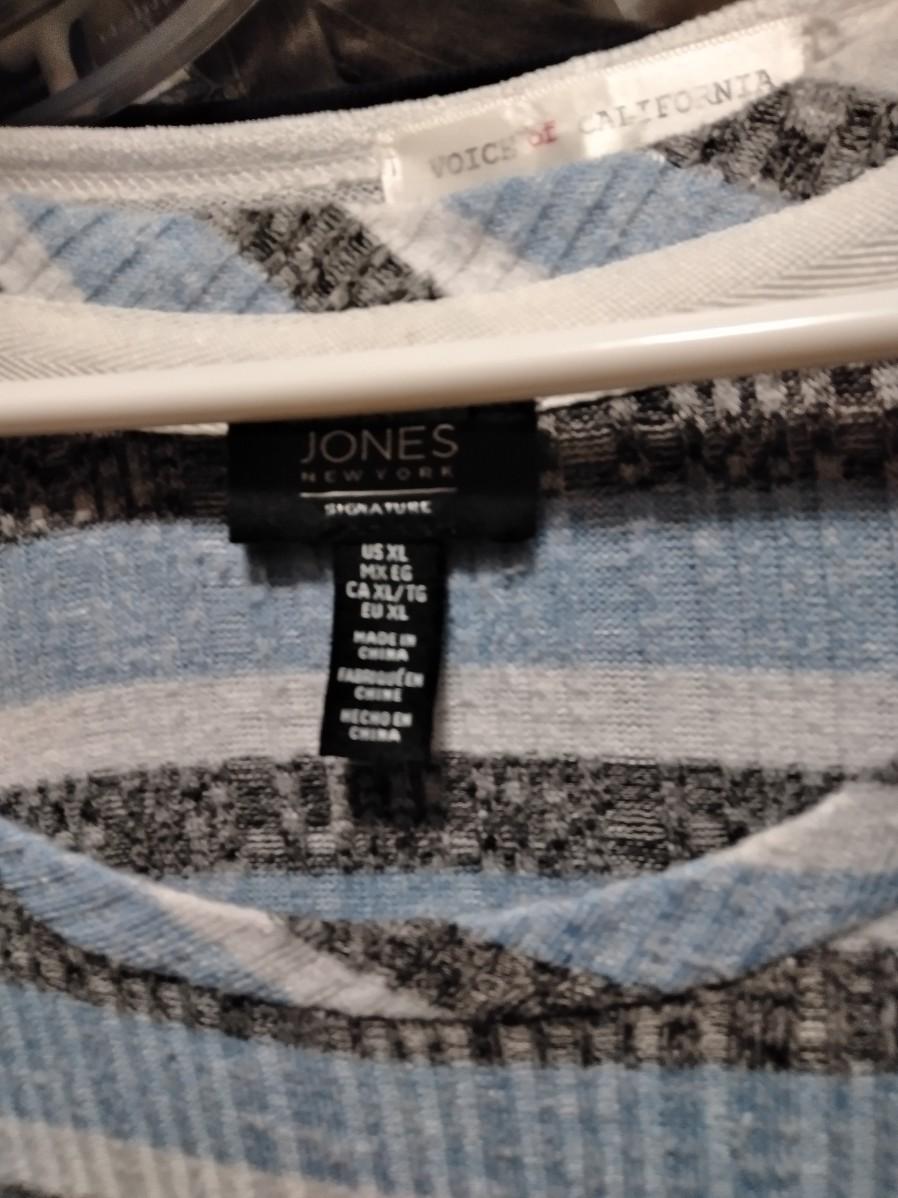 VOICE of CALIFORNIA
JONES
NEW YORK
SIGNATURE
US XL
MX EG
CA XL/TG
EU XL
MADE IN
CHINA
FABRIQUÉ EN
CHINE
HECHO EN
CHINA